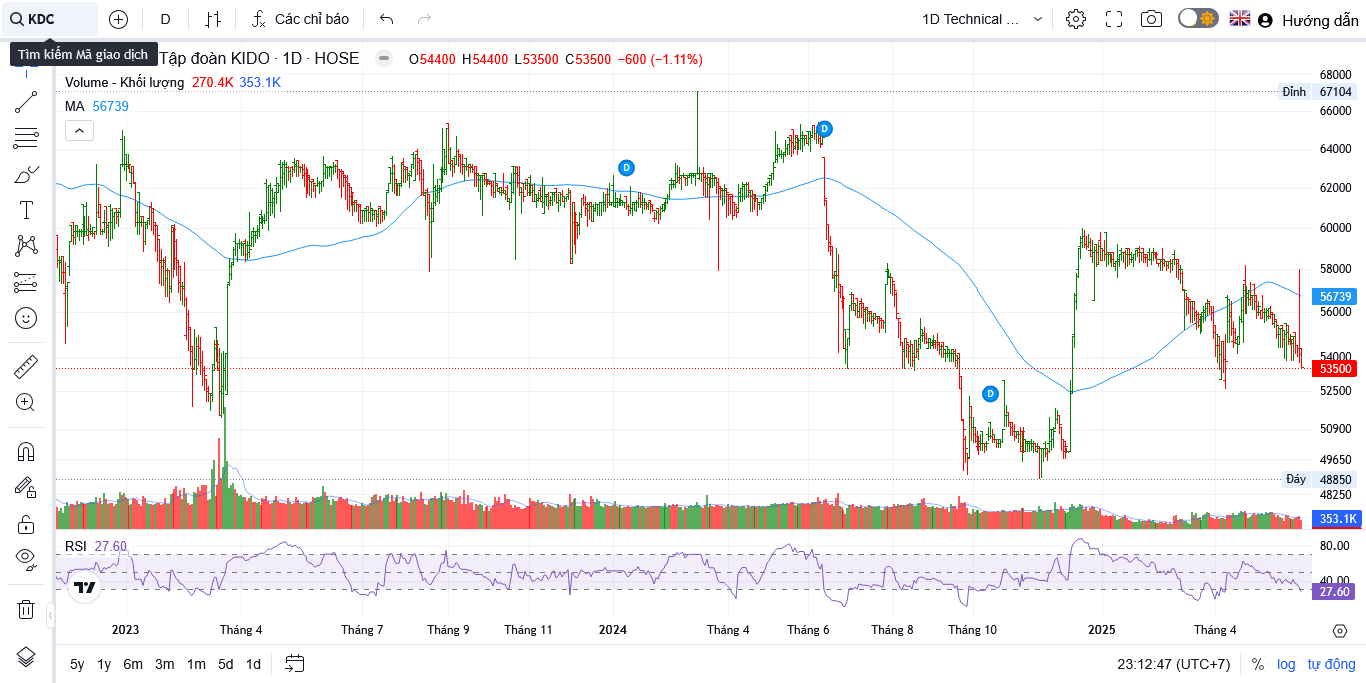 KDC
D
Các chỉ báo
1D Technical ...
Hướng dẫn
Tìm kiếm Mã giao dịch
Tập đoàn KIDO · 1D · HOSE
O54400 H54400 L53500 C53500 −600 (−1.11%)
Volume - Khối lượng 270.4K 353.1K
MA 56739
68000
Đỉnh 67104
66000
64000
62000
60000
58000
56739
56000
54000
53500
52500
50900
49650
Đáy 48850
48250
353.1K
D
D
D
RSI 27.60
80.00
40.00
27.60
2023
Tháng 4
Tháng 7
Tháng 9
Tháng 11
2024
Tháng 4
Tháng 6
Tháng 8
Tháng 10
2025
Tháng 4
5y 1y 6m 3m 1m 5d 1d
23:12:47 (UTC+7)
% log tự động